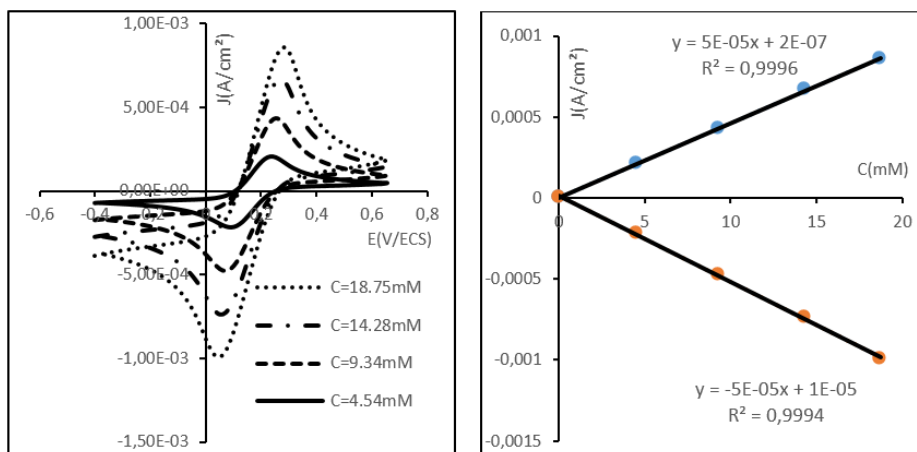 1,00E-03
J(A/cm²)
5,00E-04
0,00E+00
-0,6
-0,4
-0,2
0
0,2
0,4
0,6
0,8
E(V/ECS)
-5,00E-04
C=18.75mM
C=14.28mM
-1,00E-03
C=9.34mM
C=4.54mM
-1,50E-03
0,001
J(A/cm²)
y = 5E-05x + 2E-07
R² = 0,9996
0,0005
C(mM)
0
0
5
10
15
20
-0,0005
-0,001
y = -5E-05x + 1E-05
R² = 0,9994
-0,0015